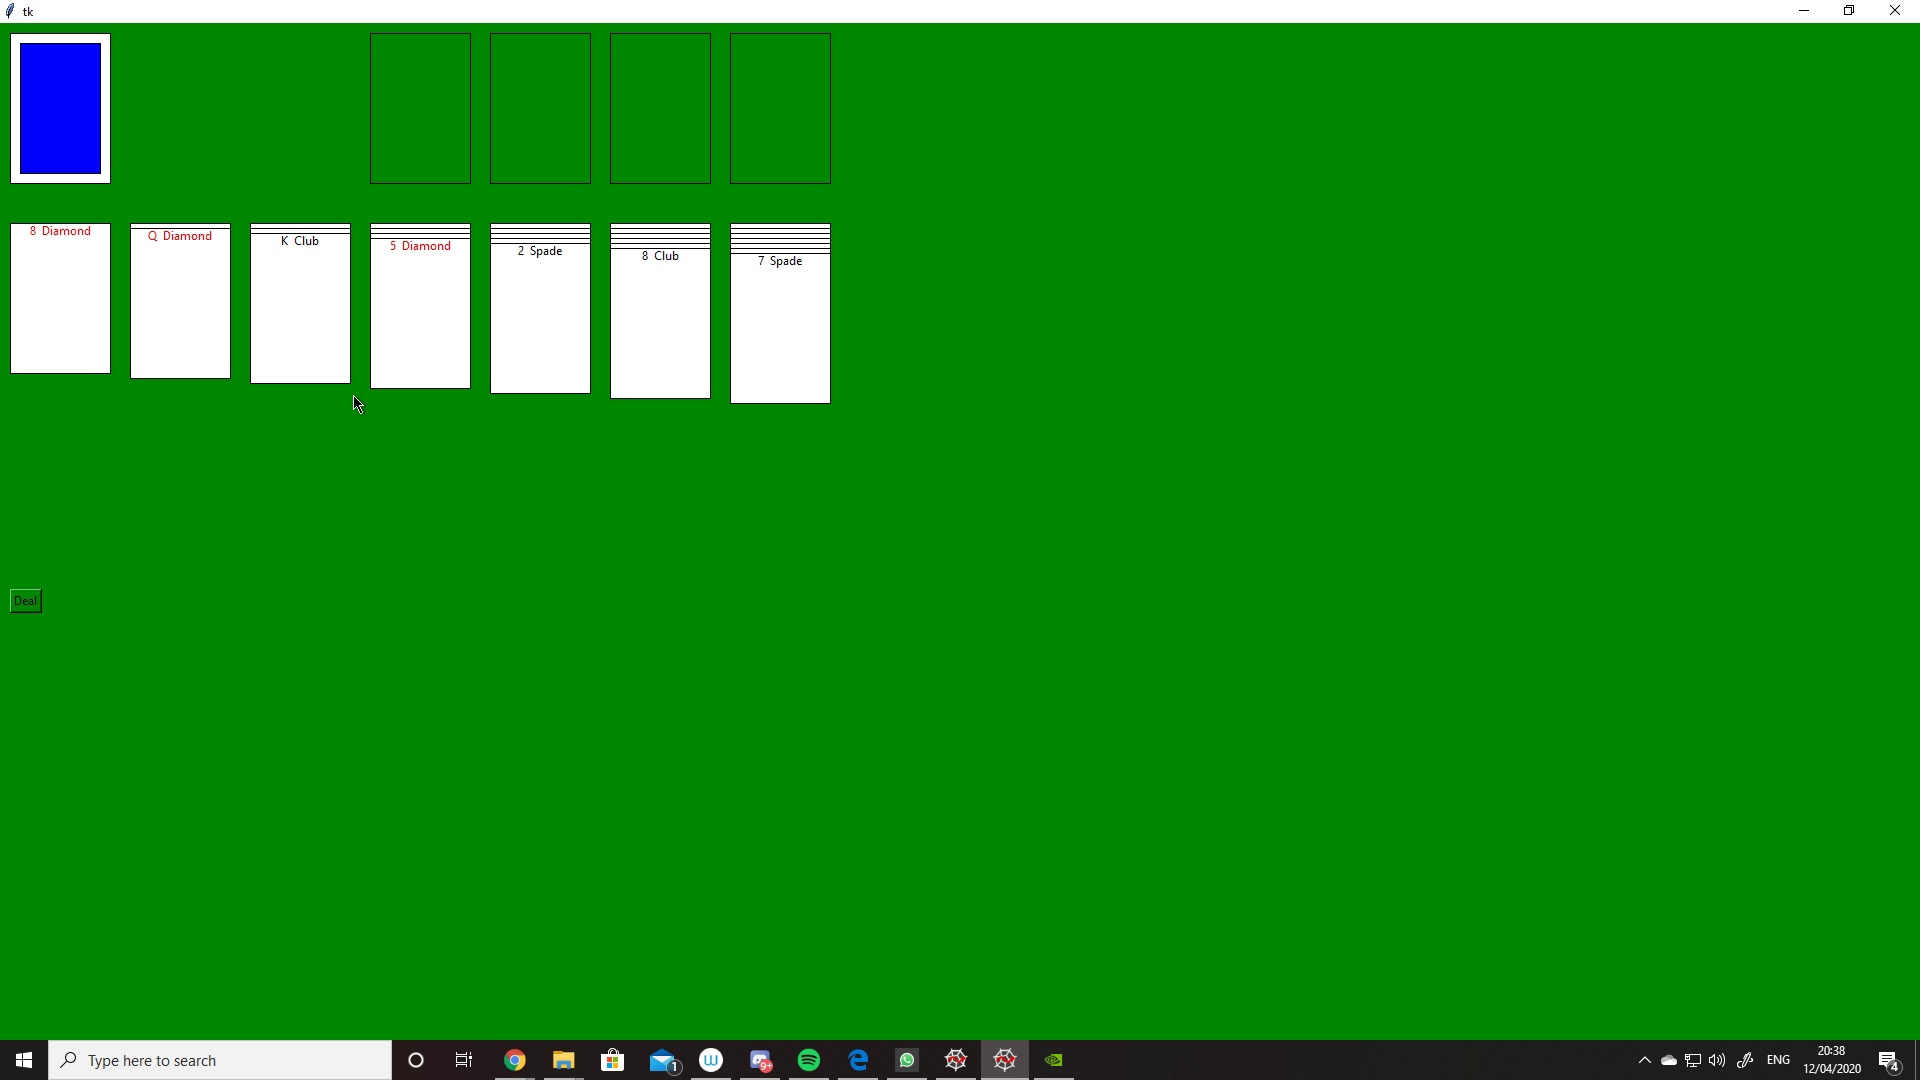 tk
8 Diamond
Q Diamond
K Club
5 Diamond
2 Spade
8 Club
7 Spade
Deal
Type here to search
1
W
9+
ENG
20:38
12/04/2020
4